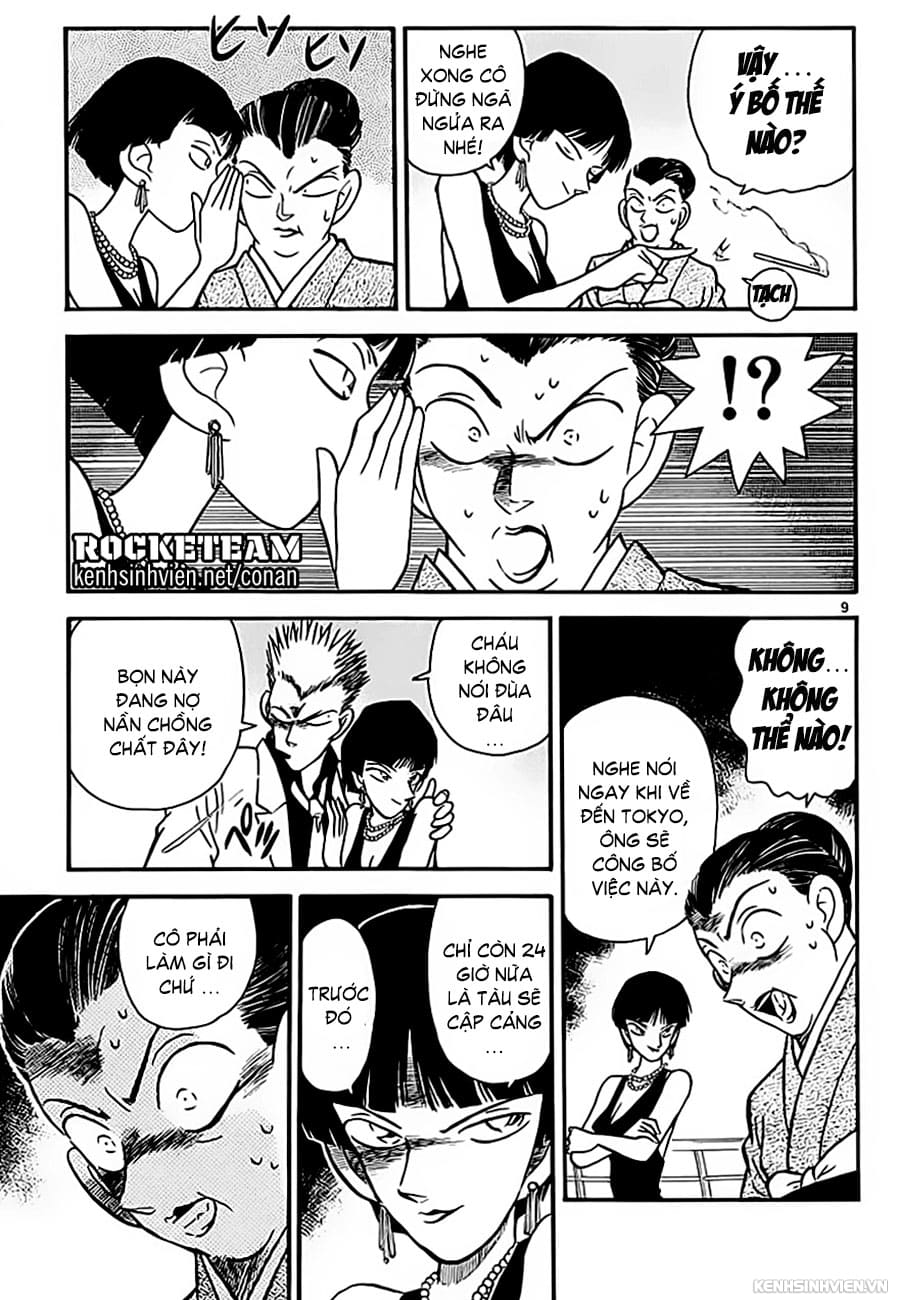 VẬY ...
Ý BỐ THẾ
NÀO?
TẠCH
NGHE
XONG CÔ
ĐỪNG NGÃ
NGỬA RA
NHÉ!
ヒソ
ヒソ
!?
ROCKETEAM
kenhsinhvien.net/conan
9
KHÔNG...
KHÔNG
THỂ NÀO!
NGHE NÓI
NGAY KHI VỀ
ĐẾN TOKYO,
ÔNG SẼ
CÔNG BỐ
VIỆC NÀY.
CHÁU
KHÔNG
NÓI ĐÙA
ĐÂU
...
BỌN NÀY
ĐANG NỢ
NẦN CHỒNG
CHẤT ĐÂY!
CHỈ CÒN 24
GIỜ NỮA
LÀ TÀU SẼ
CẬP CẢNG
...
TRƯỚC
ĐÓ
...
CÔ PHẢI
LÀM GÌ ĐI
CHỨ ...
KENHSINHVIEN.VN